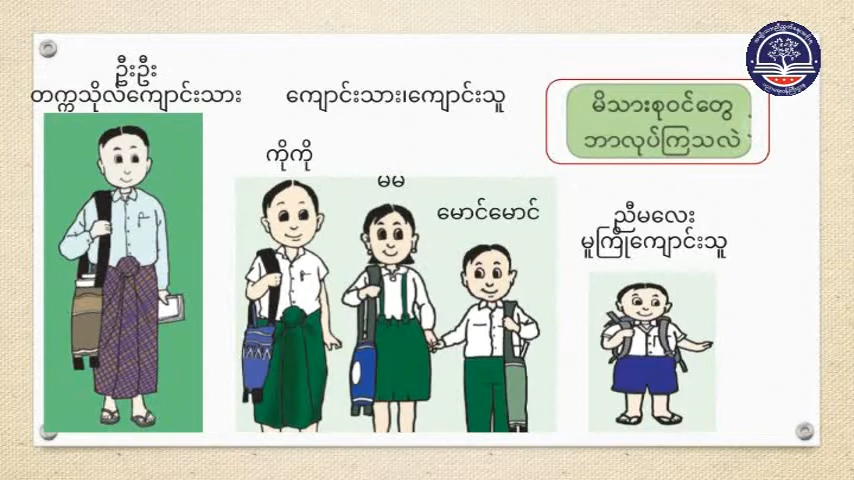 ဦးဦး
တက္ကသိုလ်ကျောင်းသား
ကျောင်းသား၊ကျောင်းသူ
မိသားစုဝင်တွေ
ဘာလုပ်ကြသလဲ
ကိုကို
မမ
မောင်မောင်
ညီမလေး
မူကြိုကျောင်းသူ